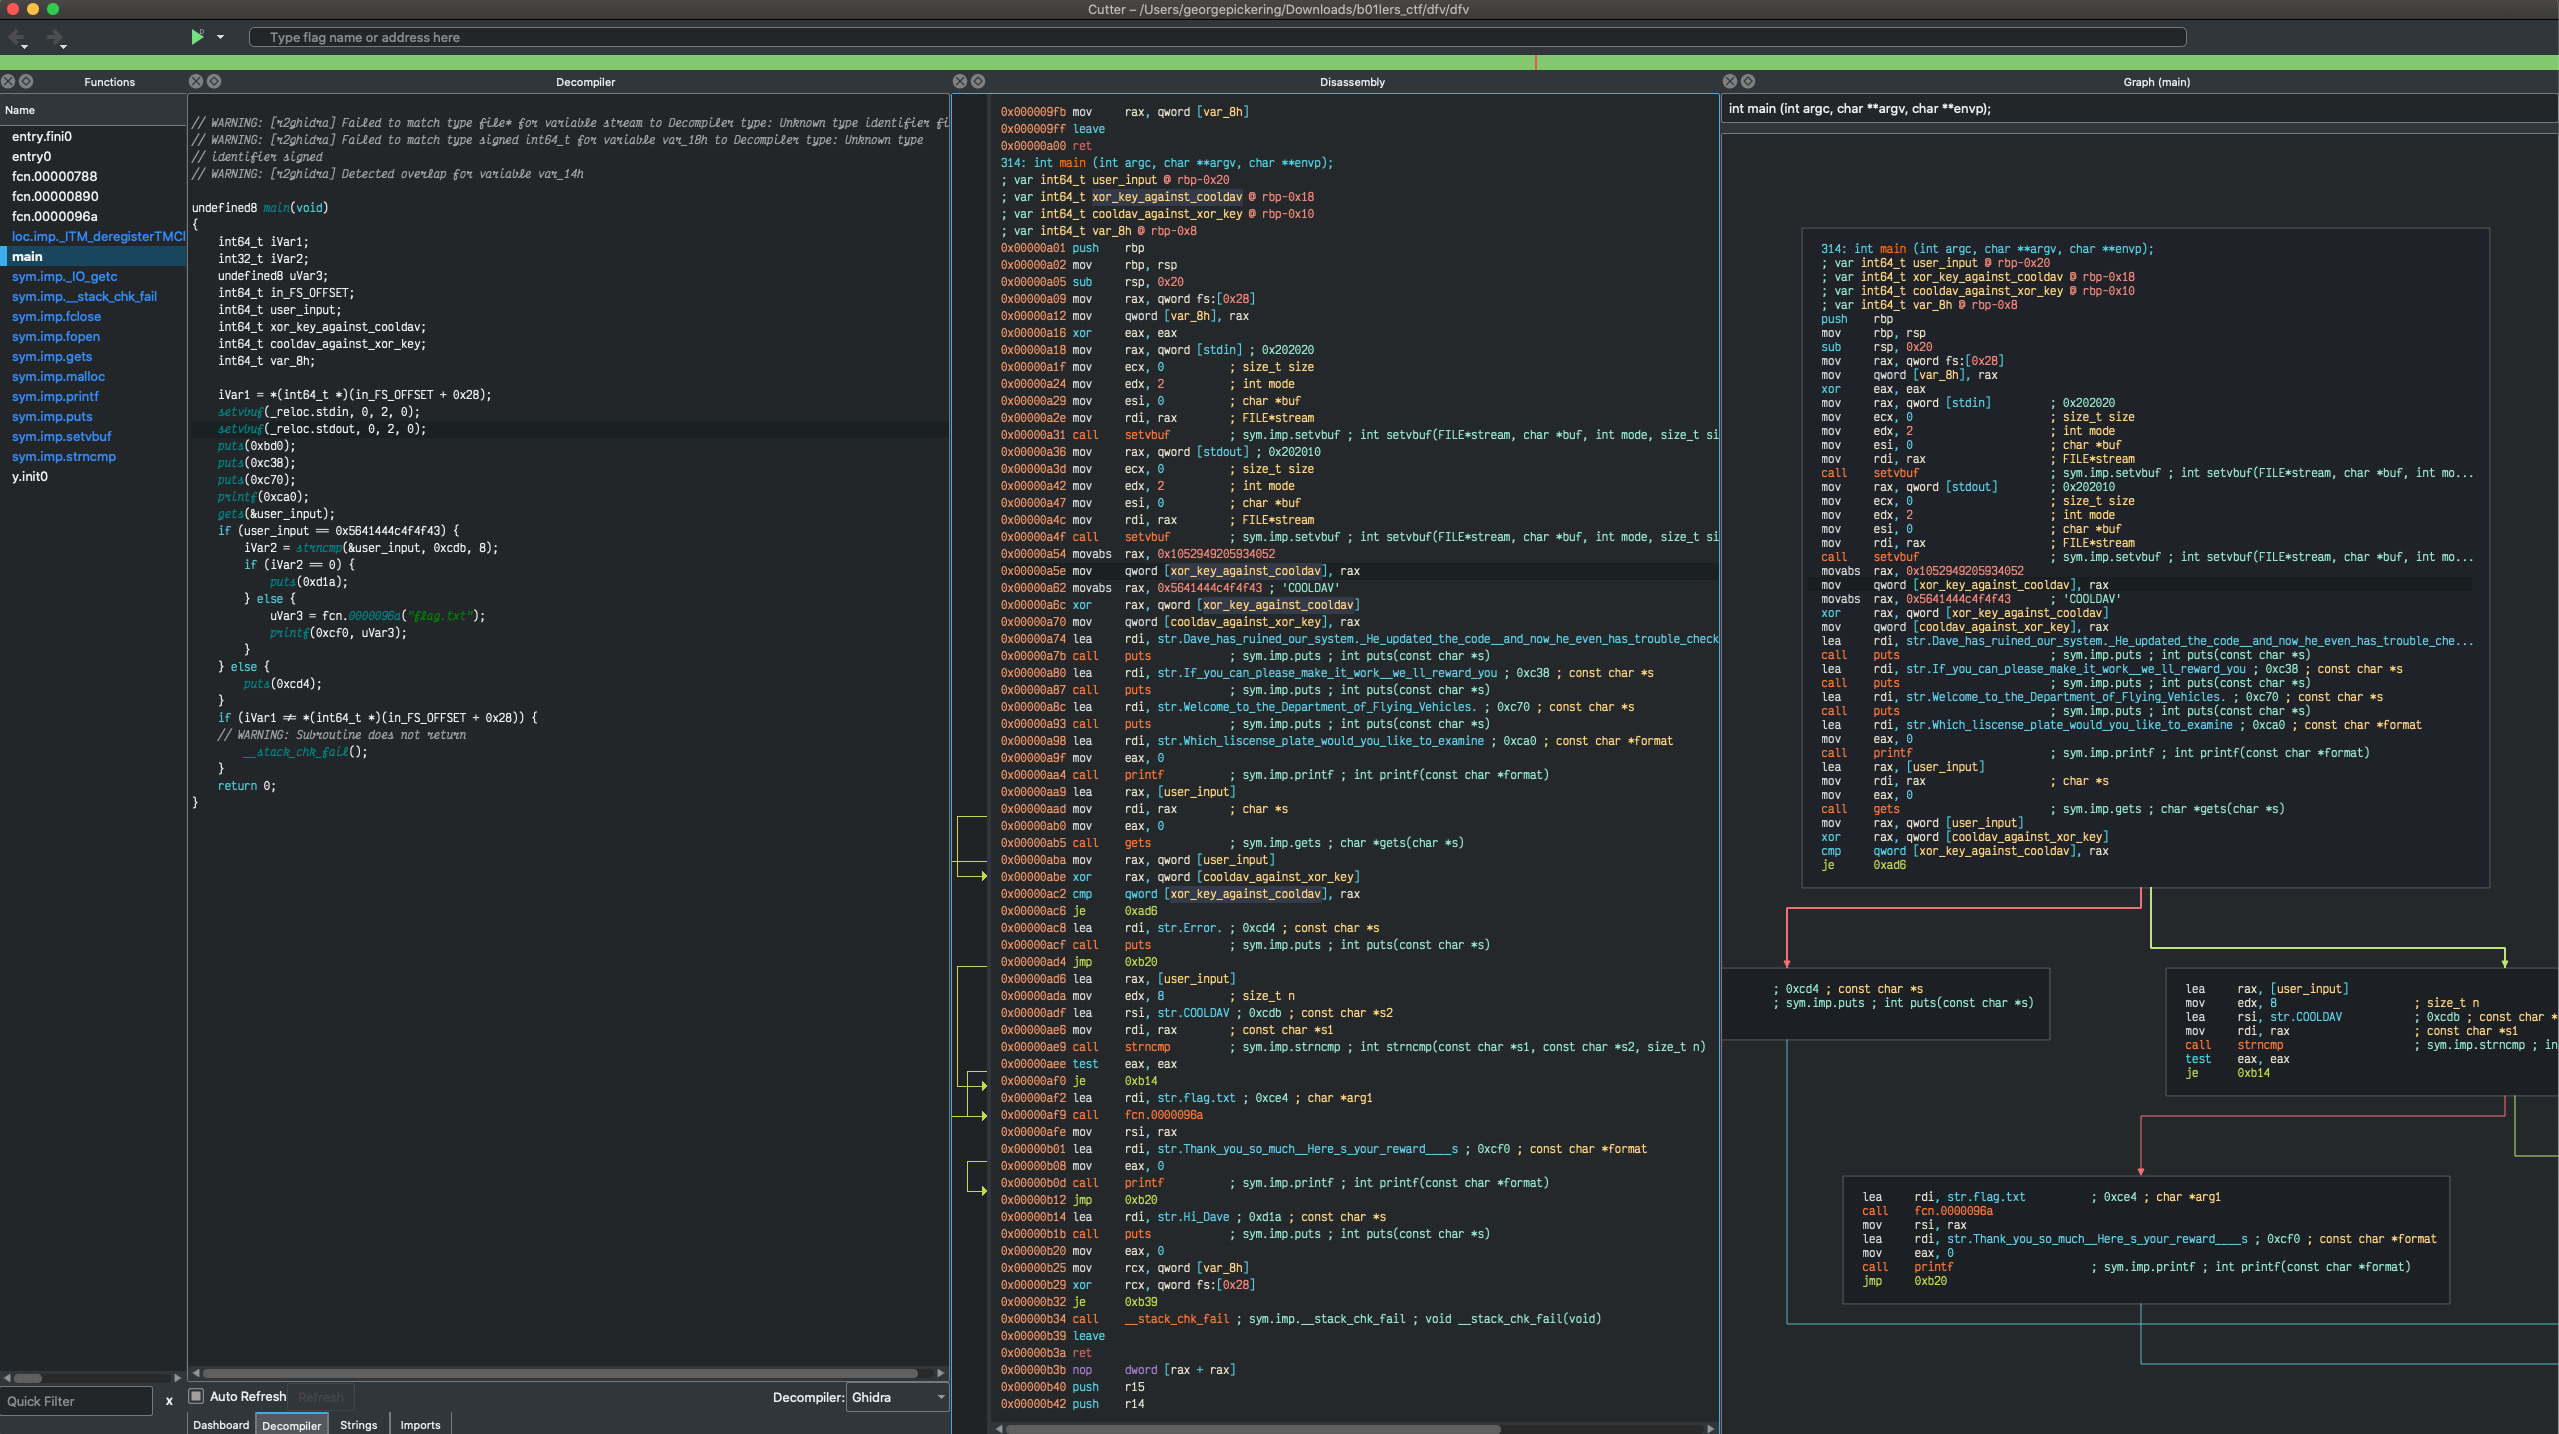 Cutter – /Users/georgepickering/Downloads/b01lers_ctf/dfv/dfv
Type flag name or address here
Functions
Name
entry.fini0
entry0
fcn.00000788
fcn.00000890
fcn.0000096a
loc.imp._ITM_deregisterTMCl
main
sym.imp._IO_getc
sym.imp.__stack_chk_fail
sym.imp.fclose
sym.imp.fopen
sym.imp.gets
sym.imp.malloc
sym.imp.printf
sym.imp.puts
sym.imp.setvbuf
sym.imp.strncmp
y.init0
Quick Filter
x
Decompiler
// WARNING: [r2ghidra] Failed to match type file* for variable stream to Decompiler type: Unknown type identifier fi
// WARNING: [r2ghidra] Failed to match type signed int64_t for variable var_18h to Decompiler type: Unknown type
// identifier signed
// WARNING: [r2ghidra] Detected overlap for variable var_14h
undefined8 main(void)
{
int64_t iVar1;
int32_t iVar2;
undefined8 uVar3;
int64_t in_FS_OFFSET;
int64_t user_input;
int64_t xor_key_against_cooldav;
int64_t cooldav_against_xor_key;
int64_t var_8h;
iVar1 = *(int64_t *)(in_FS_OFFSET + 0x28);
setvbuf(_reloc.stdin, 0, 2, 0);
setvbuf(_reloc.stdout, 0, 2, 0);
puts(0xbd0);
puts(0xc38);
puts(0xc70);
printf(0xca0);
gets(&user_input);
if (user_input == 0x5641444c4f4f43) {
iVar2 = strncmp(&user_input, 0xcdb, 8);
if (iVar2 == 0) {
puts(0xd1a);
} else {
uVar3 = fcn.0000096a("flag.txt");
printf(0xcf0, uVar3);
}
} else {
puts(0xcd4);
}
if (iVar1 != *(int64_t *)(in_FS_OFFSET + 0x28)) {
// WARNING: Subroutine does not return
__stack_chk_fail();
}
return 0;
}
Auto Refresh
Refresh
Decompiler: Ghidra
Dashboard
Decompiler
Strings
Imports
Disassembly
0x000009fb mov rax, qword [var_8h]
0x000009ff leave
0x00000a00 ret
314: int main (int argc, char **argv, char **envp);
; var int64_t user_input @ rbp-0x20
; var int64_t xor_key_against_cooldav @ rbp-0x18
; var int64_t cooldav_against_xor_key @ rbp-0x10
; var int64_t var_8h @ rbp-0x8
0x00000a01 push rbp
0x00000a02 mov rbp, rsp
0x00000a05 sub rsp, 0x20
0x00000a09 mov rax, qword fs:[0x28]
0x00000a12 mov qword [var_8h], rax
0x00000a16 xor eax, eax
0x00000a18 mov rax, qword [stdin] ; 0x202020
0x00000a1f mov ecx, 0 ; size_t size
0x00000a24 mov edx, 2 ; int mode
0x00000a29 mov esi, 0 ; char *buf
0x00000a2e mov rdi, rax ; FILE*stream
0x00000a31 call setvbuf ; sym.imp.setvbuf ; int setvbuf(FILE*stream, char *buf, int mode, size_t si
0x00000a36 mov rax, qword [stdout] ; 0x202010
0x00000a3d mov ecx, 0 ; size_t size
0x00000a42 mov edx, 2 ; int mode
0x00000a47 mov esi, 0 ; char *buf
0x00000a4c mov rdi, rax ; FILE*stream
0x00000a4f call setvbuf ; sym.imp.setvbuf ; int setvbuf(FILE*stream, char *buf, int mode, size_t si
0x00000a54 movabs rax, 0x1052949205934052
0x00000a5e mov qword [xor_key_against_cooldav], rax
0x00000a62 movabs rax, 0x5641444c4f4f43 ; 'COOLDAV'
0x00000a6c xor rax, qword [xor_key_against_cooldav]
0x00000a70 mov qword [cooldav_against_xor_key], rax
0x00000a74 lea rdi, str.Dave_has_ruined_our_system._He_updated_the_code__and_now_he_even_has_trouble_check
0x00000a7b call puts ; sym.imp.puts ; int puts(const char *s)
0x00000a80 lea rdi, str.If_you_can_please_make_it_work__we_ll_reward_you ; 0xc38 ; const char *s
0x00000a87 call puts ; sym.imp.puts ; int puts(const char *s)
0x00000a8c lea rdi, str.Welcome_to_the_Department_of_Flying_Vehicles. ; 0xc70 ; const char *s
0x00000a93 call puts ; sym.imp.puts ; int puts(const char *s)
0x00000a98 lea rdi, str.Which_liscense_plate_would_you_like_to_examine ; 0xca0 ; const char *format
0x00000a9f mov eax, 0
0x00000aa4 call printf ; sym.imp.printf ; int printf(const char *format)
0x00000aa9 lea rax, [user_input]
0x00000aad mov rdi, rax ; char *s
0x00000ab0 mov eax, 0
0x00000ab5 call gets ; sym.imp.gets ; char *gets(char *s)
0x00000aba mov rax, qword [user_input]
0x00000abe xor rax, qword [cooldav_against_xor_key]
0x00000ac2 cmp qword [xor_key_against_cooldav], rax
0x00000ac6 je 0xad6
0x00000ac8 lea rdi, str.Error. ; 0xcd4 ; const char *s
0x00000acf call puts ; sym.imp.puts ; int puts(const char *s)
0x00000ad4 jmp 0xb20
0x00000ad6 lea rax, [user_input]
0x00000ada mov edx, 8 ; size_t n
0x00000adf lea rsi, str.COOLDAV ; 0xcdb ; const char *s2
0x00000ae6 mov rdi, rax ; const char *s1
0x00000ae9 call strncmp ; sym.imp.strncmp ; int strncmp(const char *s1, const char *s2, size_t n)
0x00000aee test eax, eax
0x00000af0 je 0xb14
0x00000af2 lea rdi, str.flag.txt ; 0xce4 ; char *arg1
0x00000af9 call fcn.0000096a
0x00000afe mov rsi, rax
0x00000b01 lea rdi, str.Thank_you_so_much__Here_s_your_reward____s ; 0xcf0 ; const char *format
0x00000b08 mov eax, 0
0x00000b0d call printf ; sym.imp.printf ; int printf(const char *format)
0x00000b12 jmp 0xb20
0x00000b14 lea rdi, str.Hi_Dave ; 0xd1a ; const char *s
0x00000b1b call puts ; sym.imp.puts ; int puts(const char *s)
0x00000b20 mov eax, 0
0x00000b25 mov rcx, qword [var_8h]
0x00000b29 xor rcx, qword fs:[0x28]
0x00000b32 je 0xb39
0x00000b34 call __stack_chk_fail ; sym.imp.__stack_chk_fail ; void __stack_chk_fail(void)
0x00000b39 leave
0x00000b3a ret
0x00000b3b nop dword [rax + rax]
0x00000b40 push r15
0x00000b42 push r14
Graph (main)
int main (int argc, char **argv, char **envp);
314: int main (int argc, char **argv, char **envp);
; var int64_t user_input @ rbp-0x20
; var int64_t xor_key_against_cooldav @ rbp-0x18
; var int64_t cooldav_against_xor_key @ rbp-0x10
; var int64_t var_8h @ rbp-0x8
push rbp
mov rbp, rsp
sub rsp, 0x20
mov rax, qword fs:[0x28]
mov qword [var_8h], rax
xor eax, eax
mov rax, qword [stdin] ; 0x202020
mov ecx, 0 ; size_t size
mov edx, 2 ; int mode
mov esi, 0 ; char *buf
mov rdi, rax ; FILE*stream
call setvbuf ; sym.imp.setvbuf ; int setvbuf(FILE*stream, char *buf, int mo...
mov rax, qword [stdout] ; 0x202010
mov ecx, 0 ; size_t size
mov edx, 2 ; int mode
mov esi, 0 ; char *buf
mov rdi, rax ; FILE*stream
call setvbuf ; sym.imp.setvbuf ; int setvbuf(FILE*stream, char *buf, int mo...
movabs rax, 0x1052949205934052
mov qword [xor_key_against_cooldav], rax
movabs rax, 0x5641444c4f4f43 ; 'COOLDAV'
xor rax, qword [xor_key_against_cooldav]
mov qword [cooldav_against_xor_key], rax
lea rdi, str.Dave_has_ruined_our_system._He_updated_the_code__and_now_he_even_has_trouble_che...
call puts ; sym.imp.puts ; int puts(const char *s)
lea rdi, str.If_you_can_please_make_it_work__we_ll_reward_you ; 0xc38 ; const char *s
call puts ; sym.imp.puts ; int puts(const char *s)
lea rdi, str.Welcome_to_the_Department_of_Flying_Vehicles. ; 0xc70 ; const char *s
call puts ; sym.imp.puts ; int puts(const char *s)
lea rdi, str.Which_liscense_plate_would_you_like_to_examine ; 0xca0 ; const char *format
mov eax, 0
call printf ; sym.imp.printf ; int printf(const char *format)
lea rax, [user_input]
mov rdi, rax ; char *s
mov eax, 0
call gets ; sym.imp.gets ; char *gets(char *s)
mov rax, qword [user_input]
xor rax, qword [cooldav_against_xor_key]
cmp qword [xor_key_against_cooldav], rax
je 0xad6
; 0xcd4 ; const char *s
; sym.imp.puts ; int puts(const char *s)
lea rax, [user_input]
mov edx, 8 ; size_t n
lea rsi, str.COOLDAV ; 0xcdb ; const char *
mov rdi, rax ; const char *s1
call strncmp ; sym.imp.strncmp ; in
test eax, eax
je 0xb14
lea rdi, str.flag.txt ; 0xce4 ; char *arg1
call fcn.0000096a
mov rsi, rax
lea rdi, str.Thank_you_so_much__Here_s_your_reward____s ; 0xcf0 ; const char *format
mov eax, 0
call printf ; sym.imp.printf ; int printf(const char *format)
jmp 0xb20